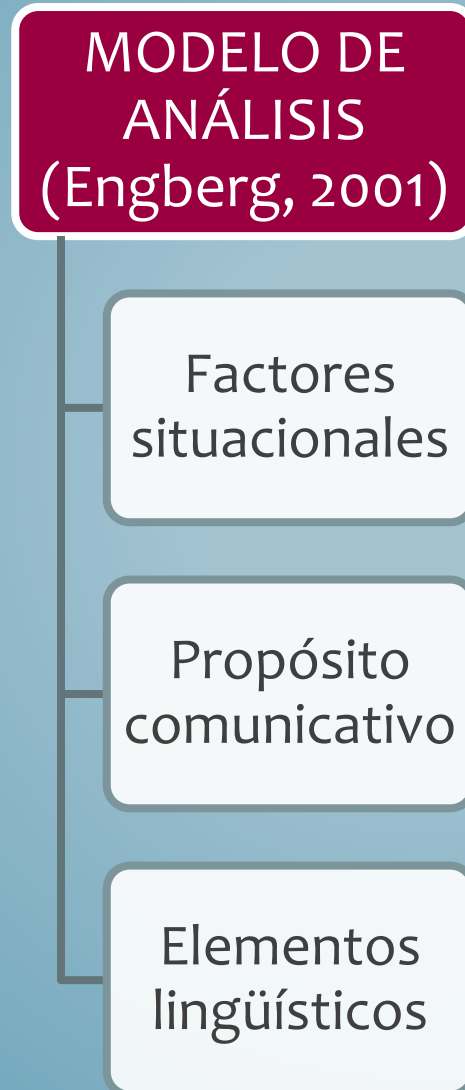 MODELO DE
ANÁLISIS
(Engberg, 2001)
Factores
situacionales
Propósito
comunicativo
Elementos
lingüísticos